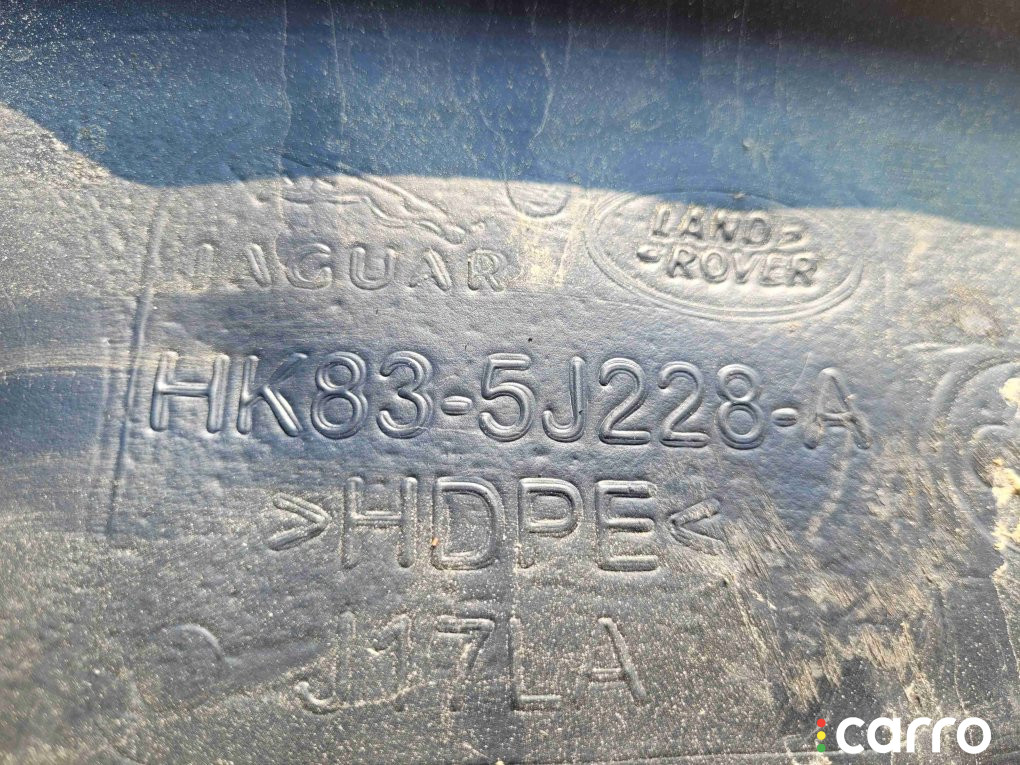 JAGUAR
LAND-
-ROVER
HK83-5J228-A
>HDPE<
J17LA
carro